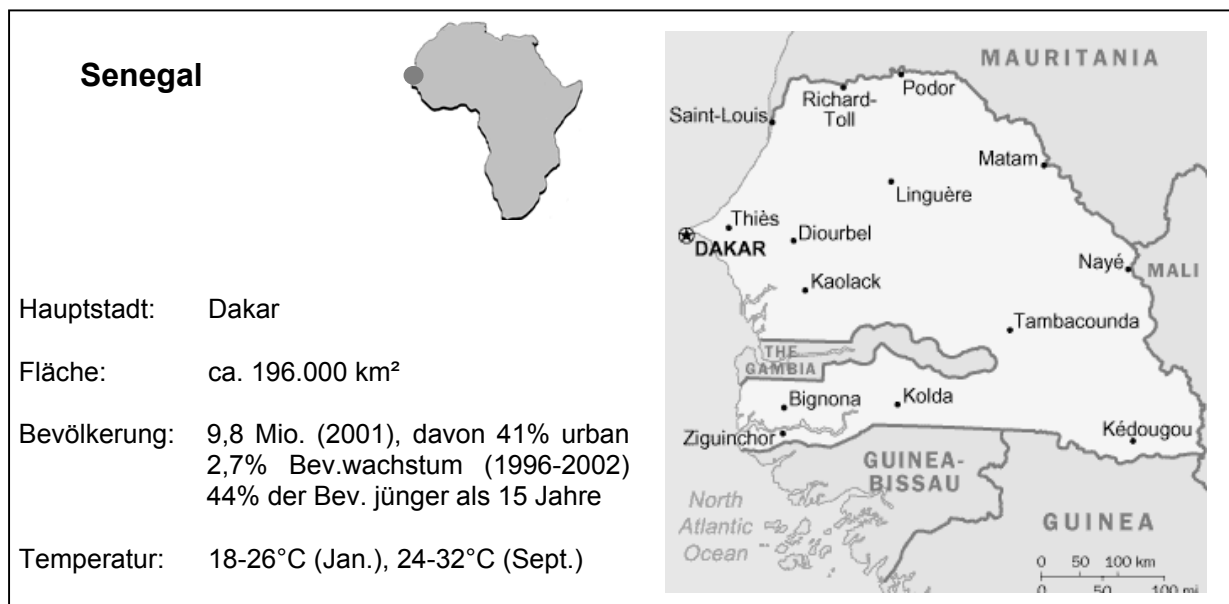 Senegal
Hauptstadt: Dakar
Fläche: ca. 196.000 km²
Bevölkerung: 9,8 Mio. (2001), davon 41% urban
2,7% Bev.wachstum (1996-2002)
44% der Bev. jünger als 15 Jahre
Temperatur: 18-26°C (Jan.), 24-32°C (Sept.)
MAURITANIA
Podor
Richard-
Toll
Saint-Louis
Matam
Linguère
Thiès
DAKAR
Diourbel
Nayé
MALI
Kaolack
Tambacounda
THE
GAMBIA
Bignona
Kolda
Ziguinchor
Kédougou
GUINEA-
BISSAU
North
Atlantic
Ocean
GUINEA
0 50 100 km
0 50 100 mi